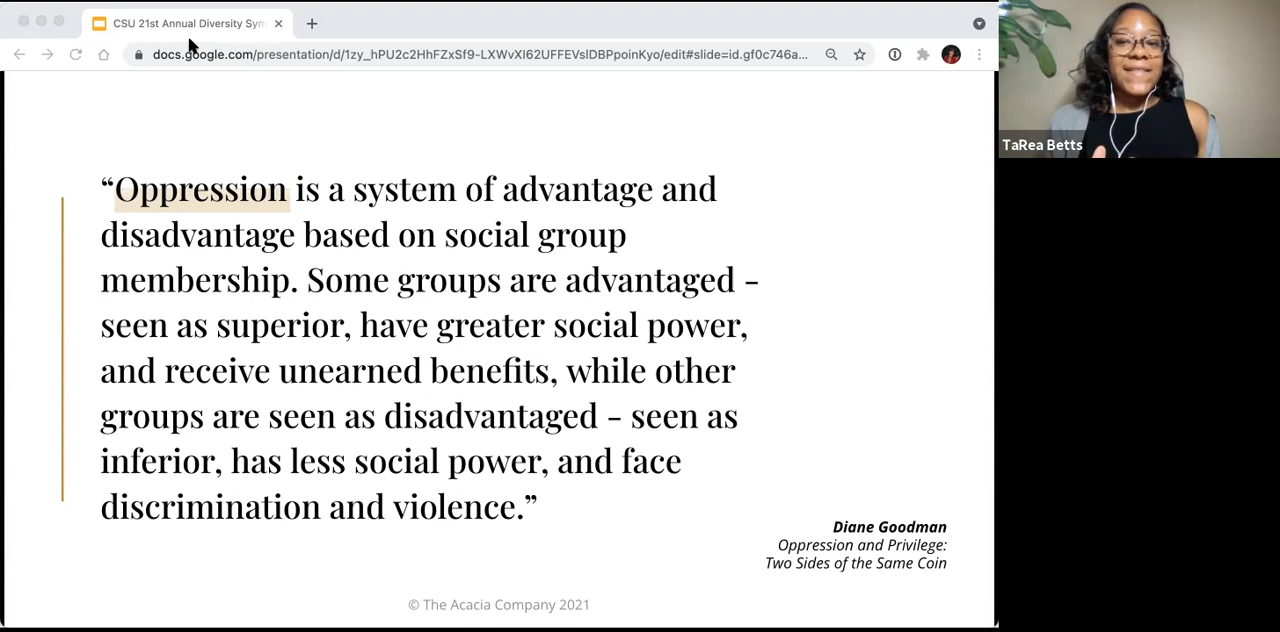 CSU 21st Annual Diversity Sym
docs.google.com/presentation/d/1zy_hPU2c2HhFZxSf9-LXWvXl62UFFEVslDBPpoinKyo/edit#slide=id.gf0c746a...
TaRea Betts
“Oppression is a system of advantage and
disadvantage based on social group
membership. Some groups are advantaged -
seen as superior, have greater social power,
and receive unearned benefits, while other
groups are seen as disadvantaged - seen as
inferior, has less social power, and face
discrimination and violence.”
Diane Goodman
Oppression and Privilege:
Two Sides of the Same Coin
© The Acacia Company 2021